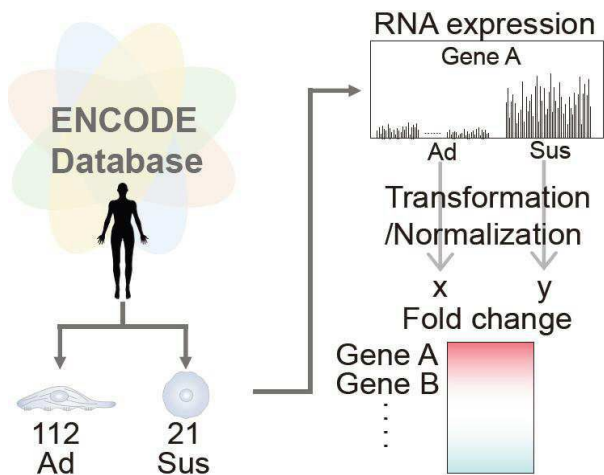 ENCODE
Database
112
Ad
21
Sus
RNA expression
Gene A
Ad
Sus
Transformation
/Normalization
x
y
Fold change
Gene A
Gene B